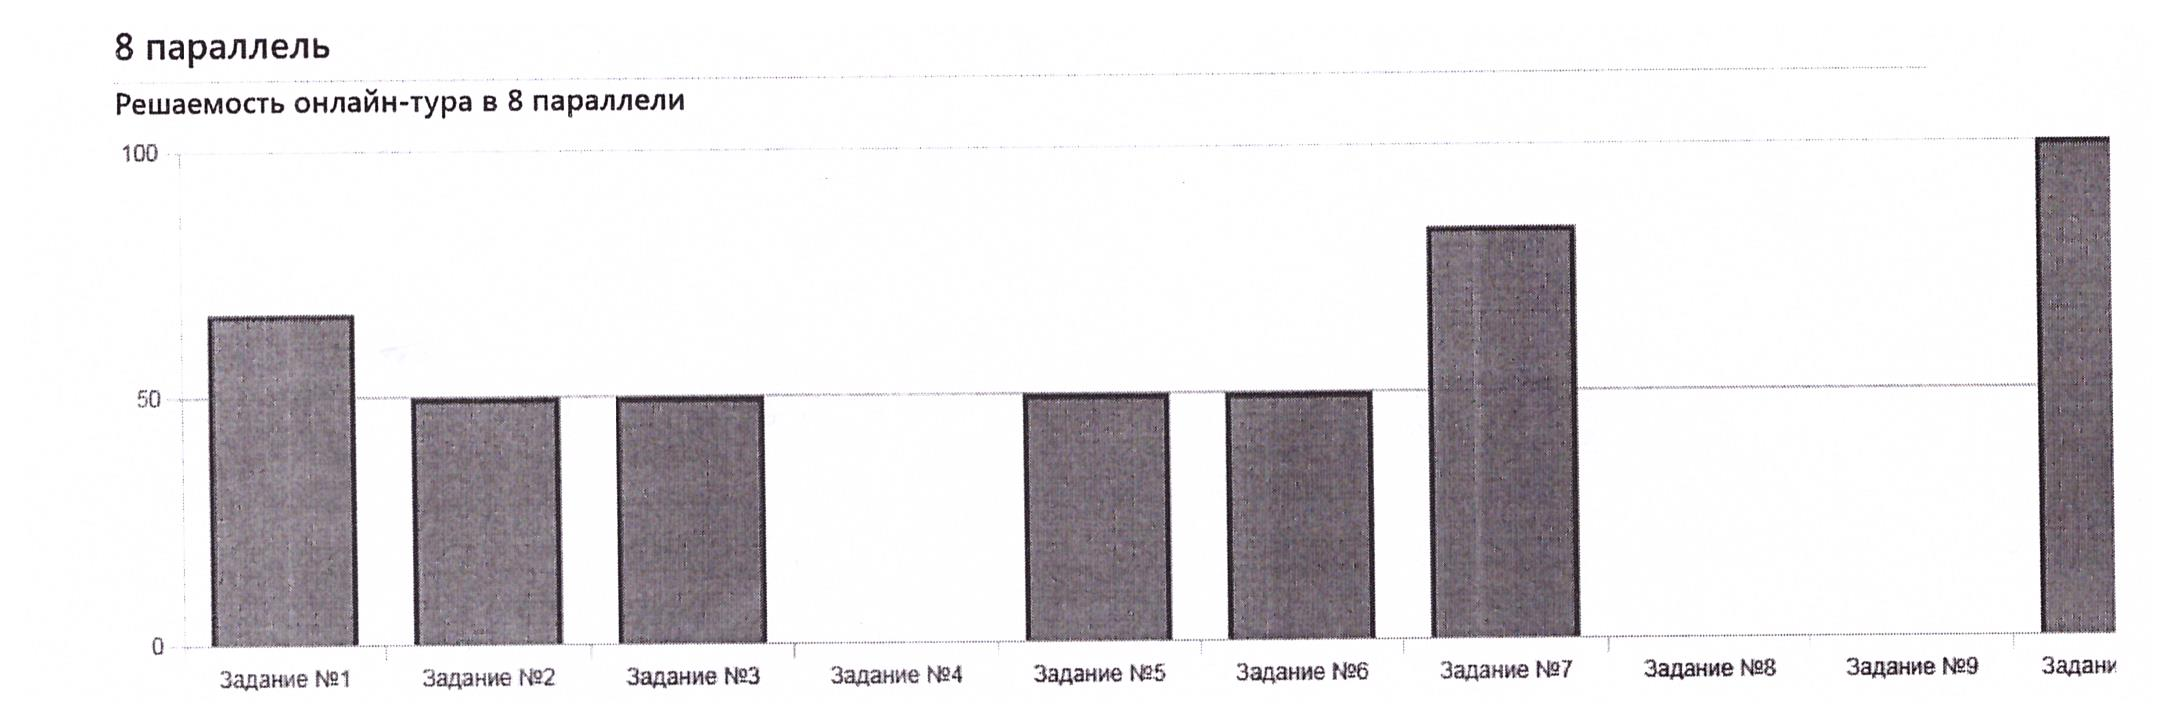 8 параллель
Решаемость онлайн-тура в 8 параллели
100
50
0
Задание №1 Задание №2 Задание №3 Задание №4 Задание №5 Задание №6 Задание №7 Задание №8 Задание №9 Задани